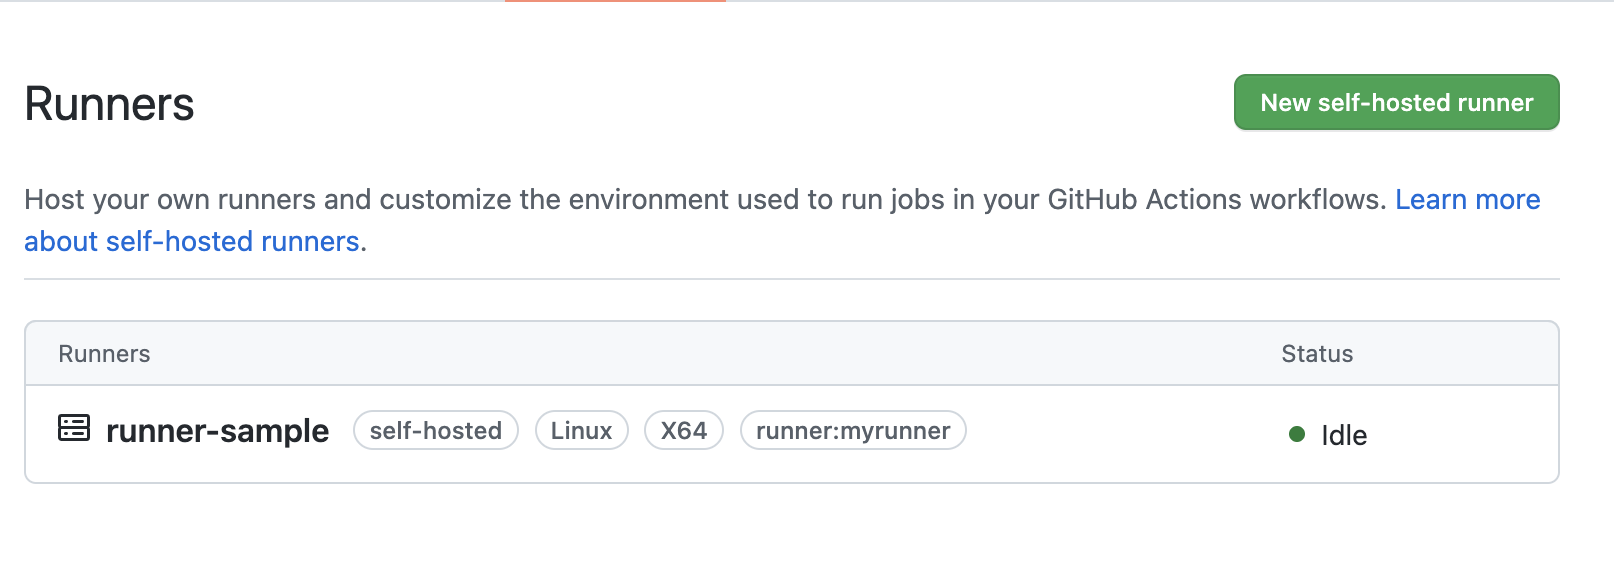 Runners
New self-hosted runner
Host your own runners and customize the environment used to run jobs in your GitHub Actions workflows. Learn more
about self-hosted runners.
Runners Status
runner-sample self-hosted Linux X64 runner:myrunner Idle